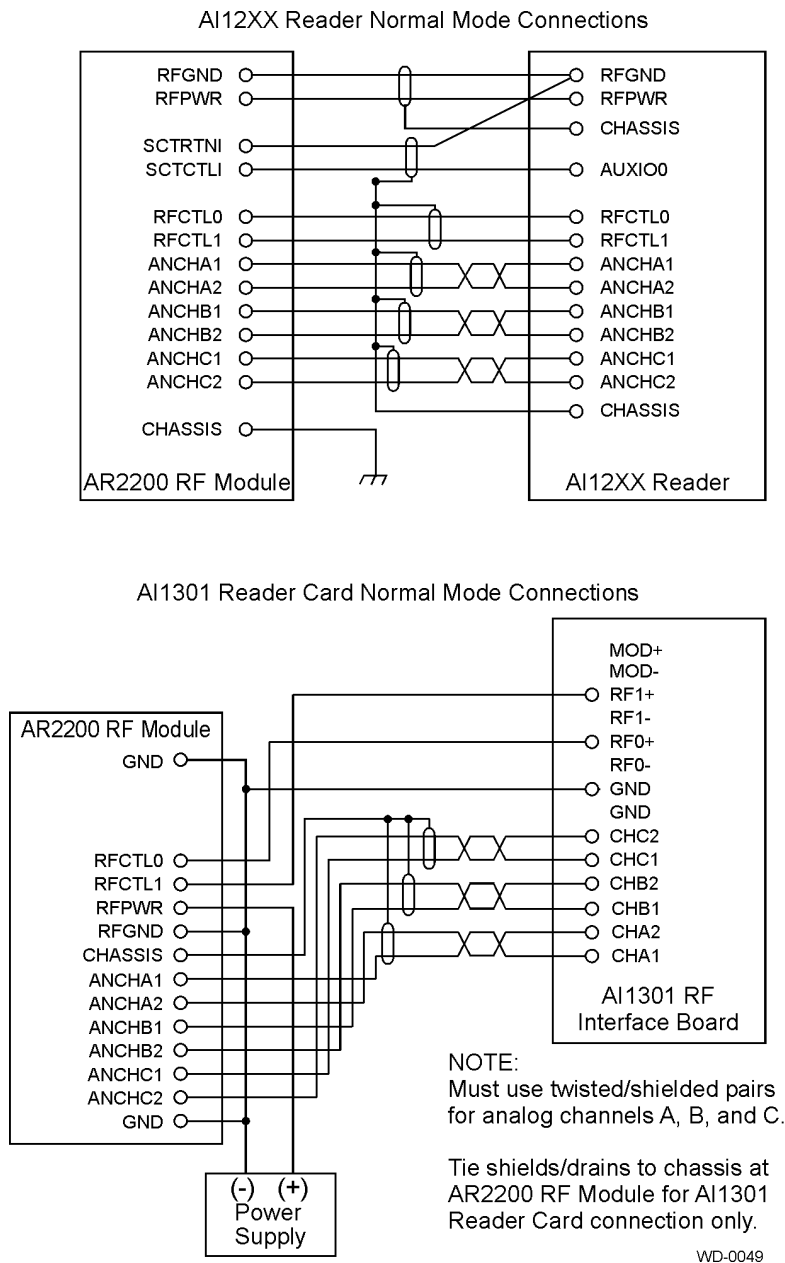 AI12XX Reader Normal Mode Connections
RFGND
RFPWR
SCTRTNI
SCTCTLI
RFCTL0
RFCTL1
ANCHA1
ANCHA2
ANCHB1
ANCHB2
ANCHC1
ANCHC2
CHASSIS
AR2200 RF Module
RFGND
RFPWR
CHASSIS
AUXIO0
RFCTL0
RFCTL1
ANCHA1
ANCHA2
ANCHB1
ANCHB2
ANCHC1
ANCHC2
CHASSIS
AI12XX Reader
AI1301 Reader Card Normal Mode Connections
AR2200 RF Module
GND
RFCTL0
RFCTL1
RFPWR
RFGND
CHASSIS
ANCHA1
ANCHA2
ANCHB1
ANCHB2
ANCHC1
ANCHC2
GND
MOD+
MOD-
RF1+
RF1-
RF0+
RF0-
GND
GND
CHC2
CHC1
CHB2
CHB1
CHA2
CHA1
AI1301 RF
Interface Board
(-) (+)
Power
Supply
NOTE:
Must use twisted/shielded pairs
for analog channels A, B, and C.
Tie shields/drains to chassis at
AR2200 RF Module for AI1301
Reader Card connection only.
WD-0049